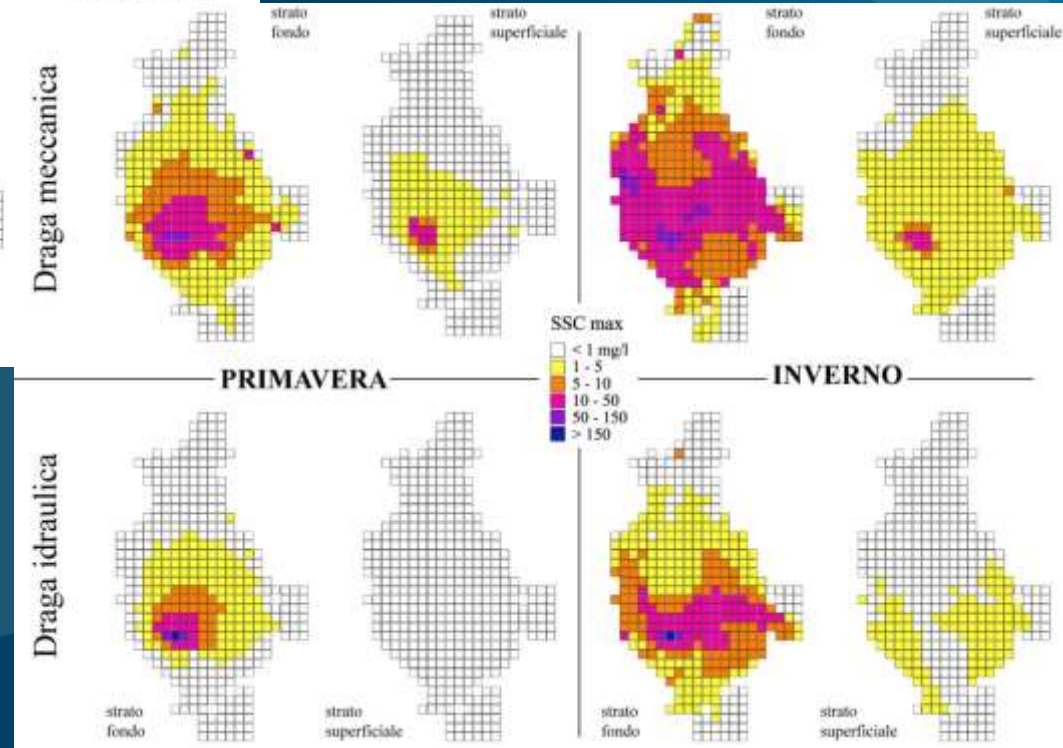 strato
fondo
strato
superficiale
strato
fondo
strato
superficiale
Draga meccanica
SSC max
< 1 mg/l
1 - 5
5 - 10
10 - 50
50 - 150
> 150
PRIMAVERA
INVERNO
Draga idraulica
strato
fondo
strato
superficiale
strato
fondo
strato
superficiale